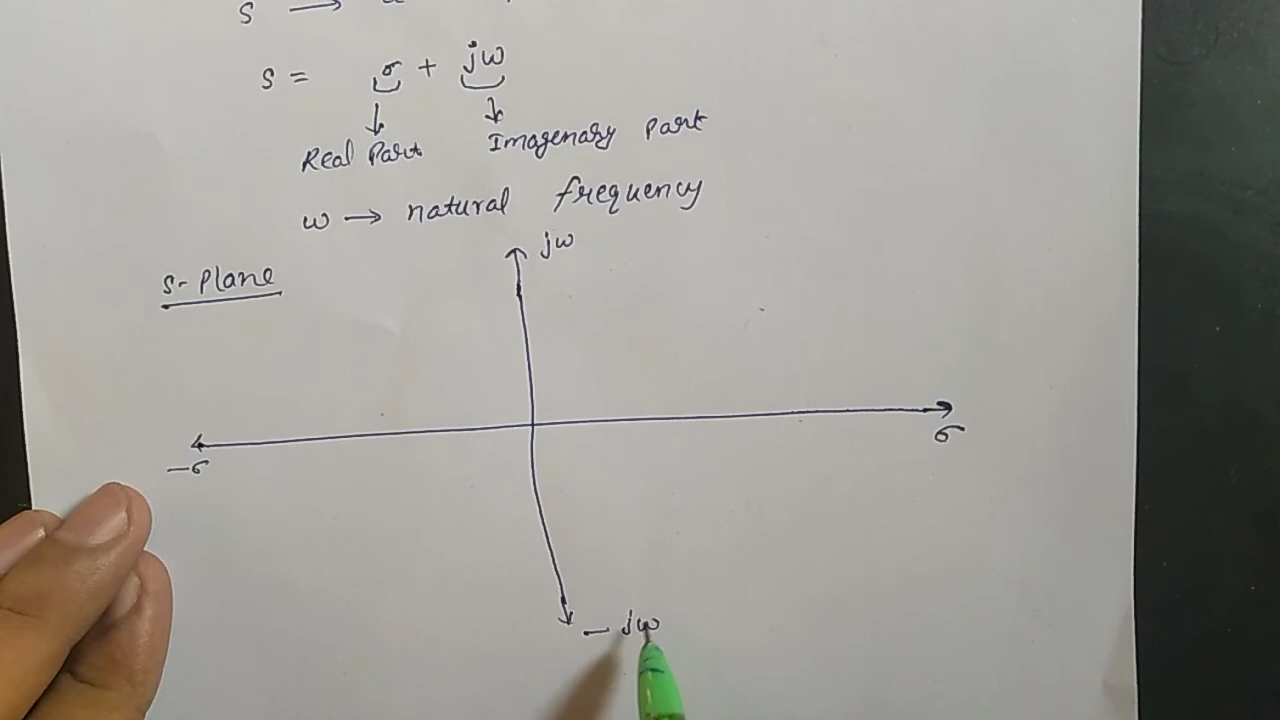 S →
S = σ + jω
Real Part Imagenary Part
ω → natural frequency
jω
S-Plane
σ
-σ
- jω